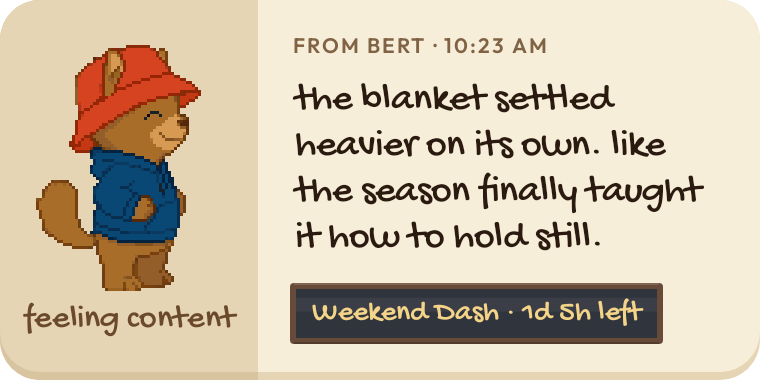 FROM BERT · 10:23 AM
the blanket settled
heavier on its own. like
the season finally taught
it how to hold still.
feeling content
Weekend Dash · 1d 5h left